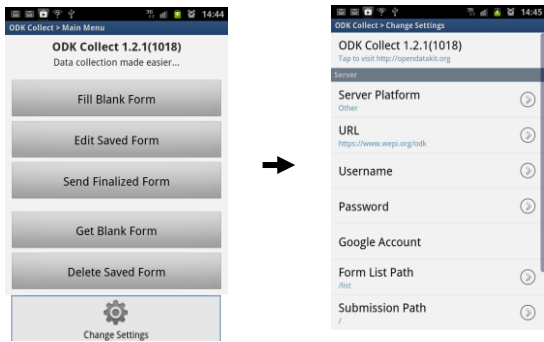 14:44
ODK Collect > Main Menu
ODK Collect 1.2.1(1018)
Data collection made easier...
Fill Blank Form
Edit Saved Form
Send Finalized Form
Get Blank Form
Delete Saved Form
Change Settings
14:45
ODK Collect > Change Settings
ODK Collect 1.2.1(1018)
Tap to visit http://opendatakit.org
Server
Server Platform
Other
URL
https://www.wepi.org/odk
Username
Password
Google Account
Form List Path
/list
Submission Path
/